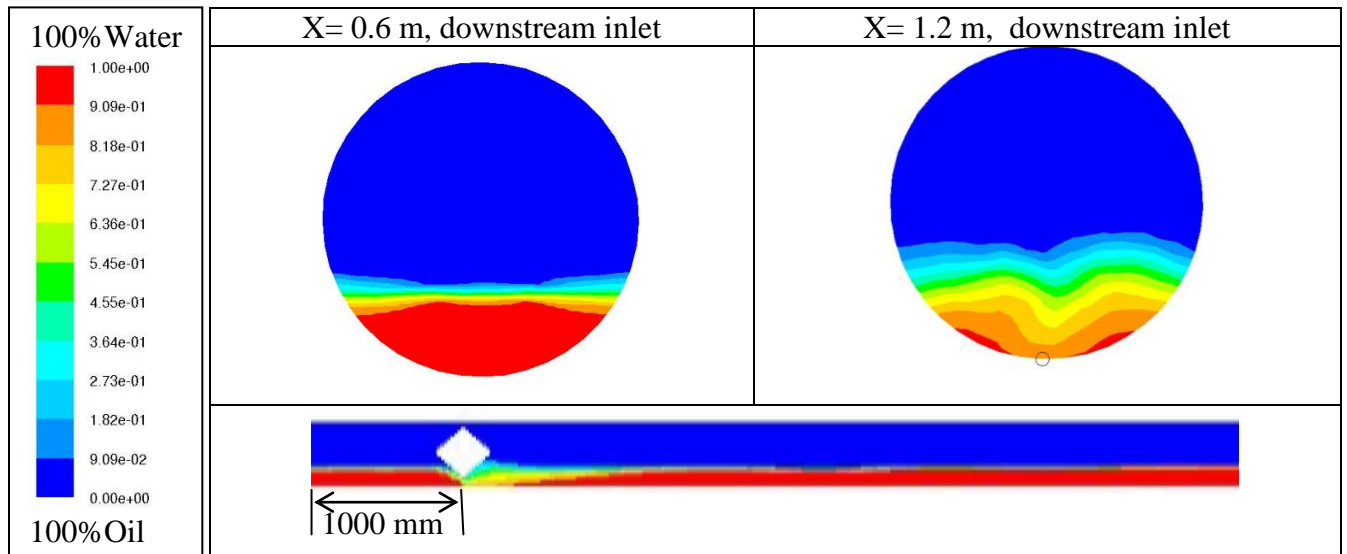 100%Water
1.00e+00
9.09e-01
8.18e-01
7.27e-01
6.36e-01
5.45e-01
4.55e-01
3.64e-01
2.73e-01
1.82e-01
9.09e-02
0.00e+00
100%Oil
X= 0.6 m, downstream inlet
X= 1.2 m, downstream inlet
1000 mm